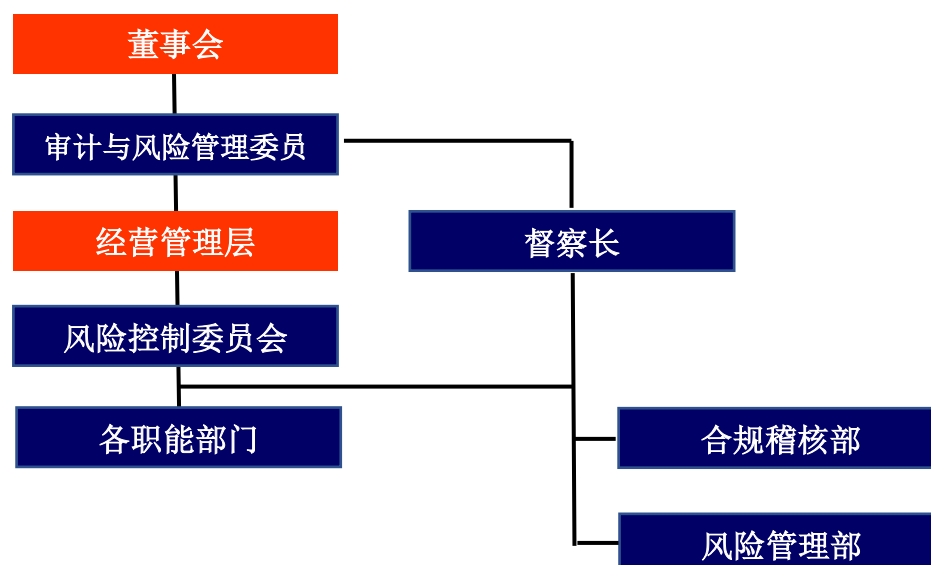 董事会
审计与风险管理委员
经营管理层
督察长
风险控制委员会
各职能部门
合规稽核部
风险管理部